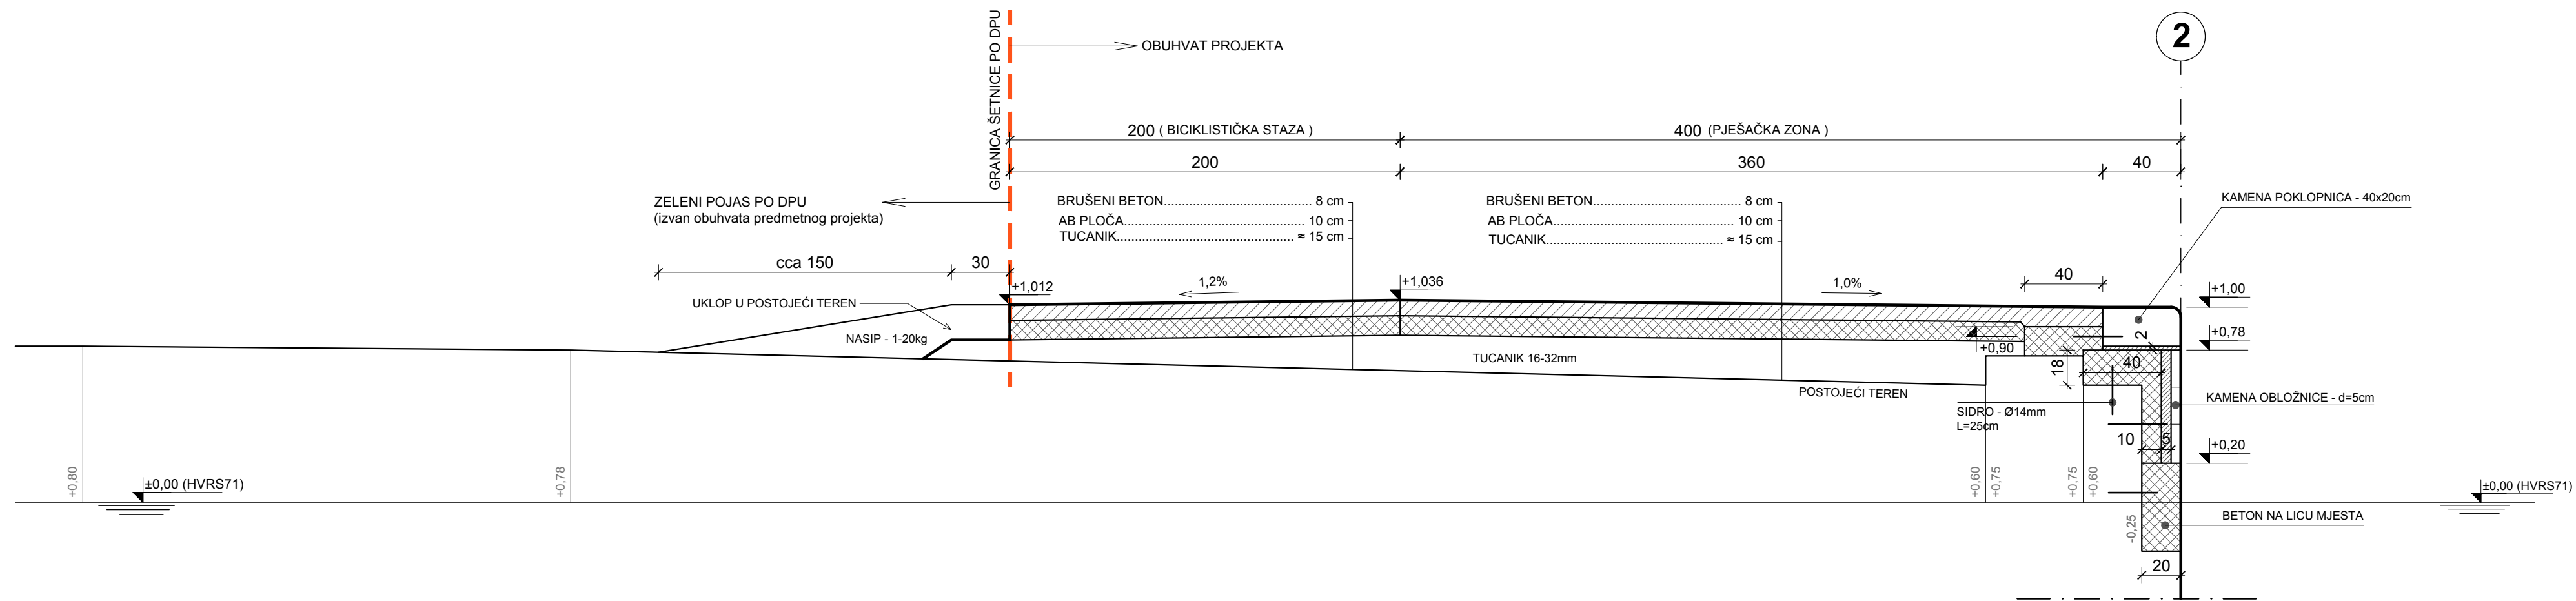 GRANICA ŠETNICE PO DPU
OBUHVAT PROJEKTA
2
200 ( BICIKLISTIČKA STAZA )
400 (PJEŠAČKA ZONA )
200
360
40
ZELENI POJAS PO DPU
(izvan obuhvata predmetnog projekta)
BRUŠENI BETON........................................ 8 cm
AB PLOČA................................................. 10 cm
TUCANIK................................................ ≈ 15 cm
BRUŠENI BETON........................................ 8 cm
AB PLOČA................................................. 10 cm
TUCANIK................................................ ≈ 15 cm
KAMENA POKLOPNICA - 40x20cm
cca 150
30
+1,012
1,2%
+1,036
1,0%
40
+1,00
UKLOP U POSTOJEĆI TEREN
NASIP - 1-20kg
+0,90
2
+0,78
TUCANIK 16-32mm
18
40
POSTOJEĆI TEREN
KAMENA OBLOŽNICE - d=5cm
SIDRO - Ø14mm
L=25cm
10
5
+0,20
+0,80
+0,78
+0,60
+0,75
+0,75
+0,60
±0,00 (HVRS71)
±0,00 (HVRS71)
BETON NA LICU MJESTA
-0,25
20